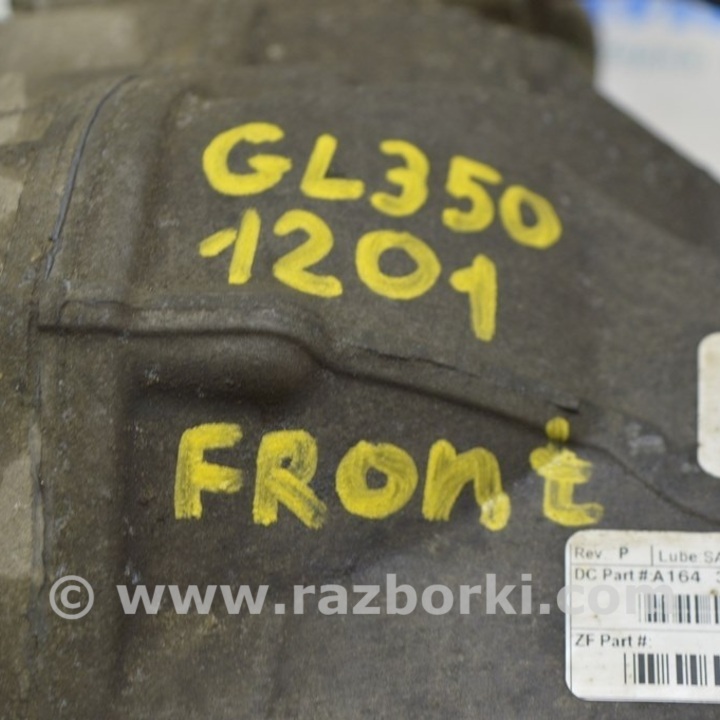 GL350
1201
FRONt
Rev P Lube SA
DC Part # A164
ZF Part #:
© www.razborki.com